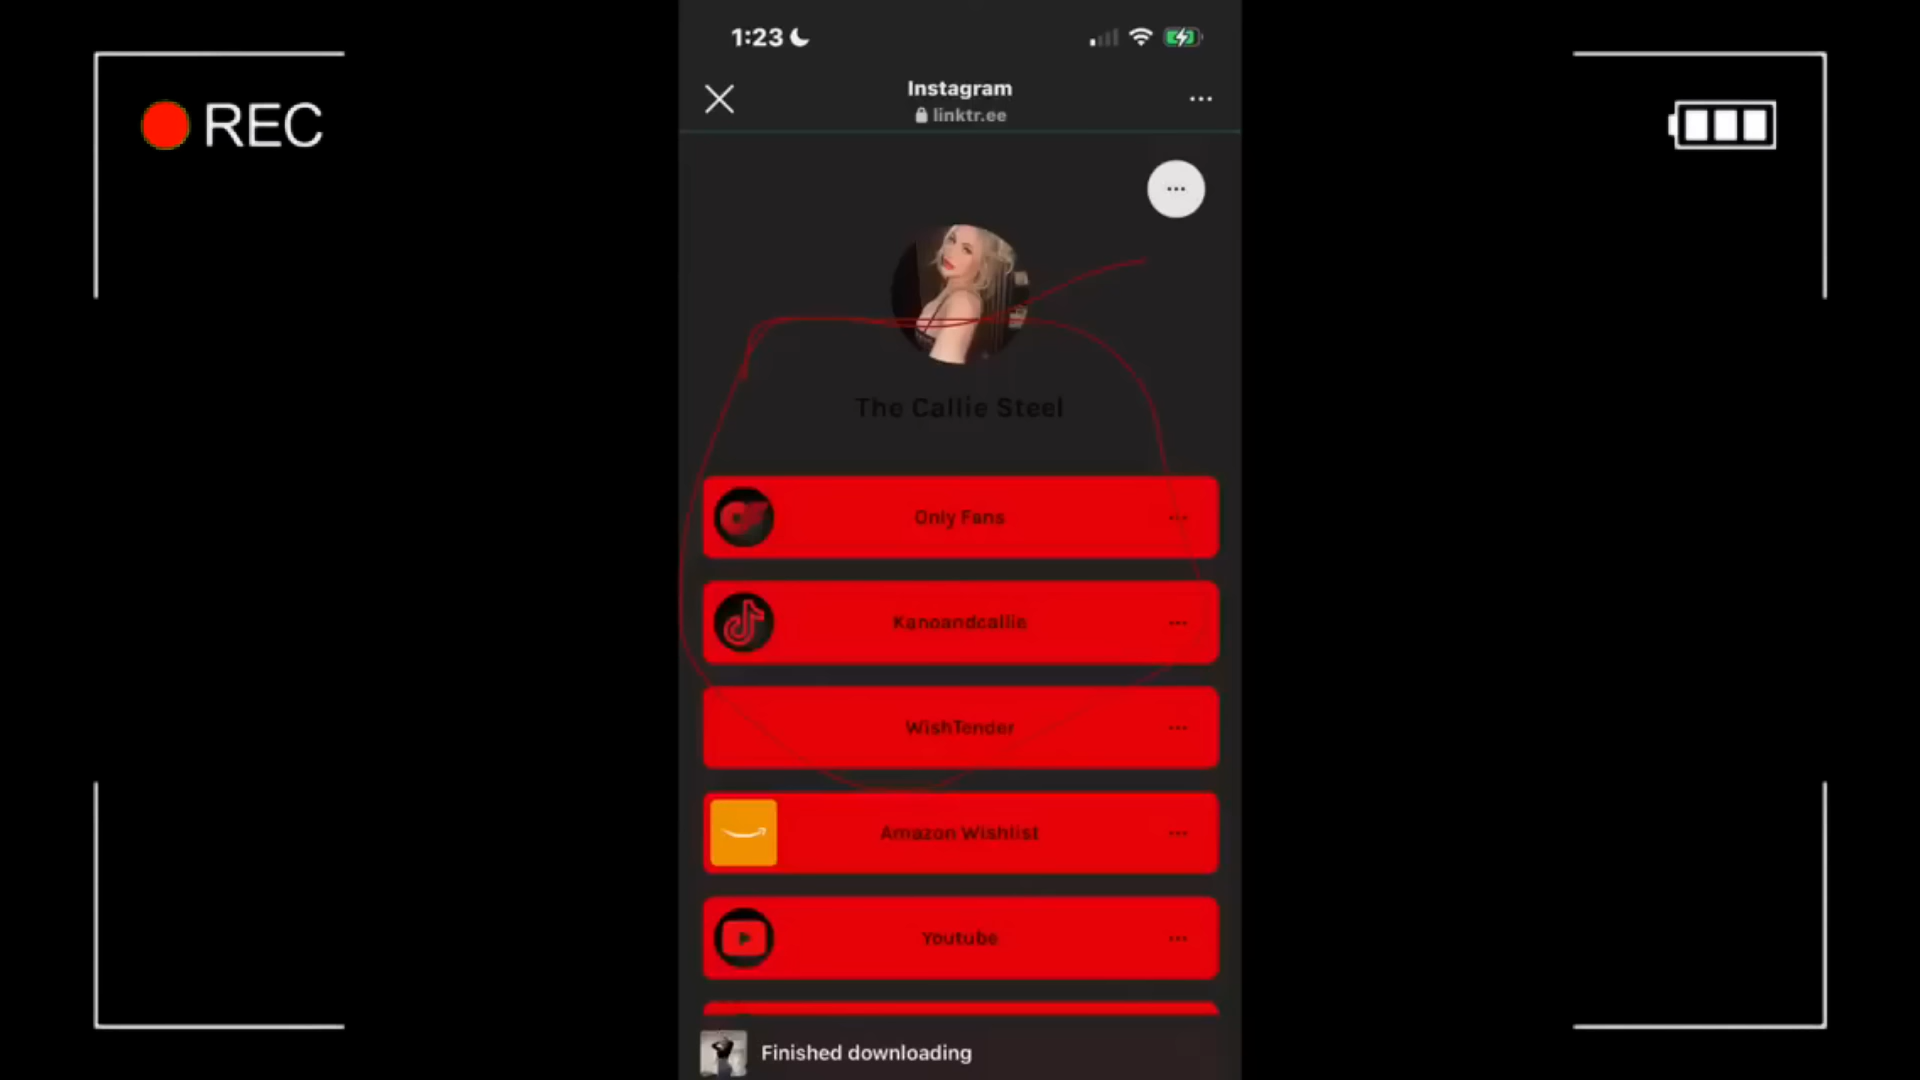 1:23
Instagram
linktr.ee
REC
The Callie Steel
Only Fans
Kanoandcallie
WishTender
Amazon Wishlist
Youtube
Finished downloading